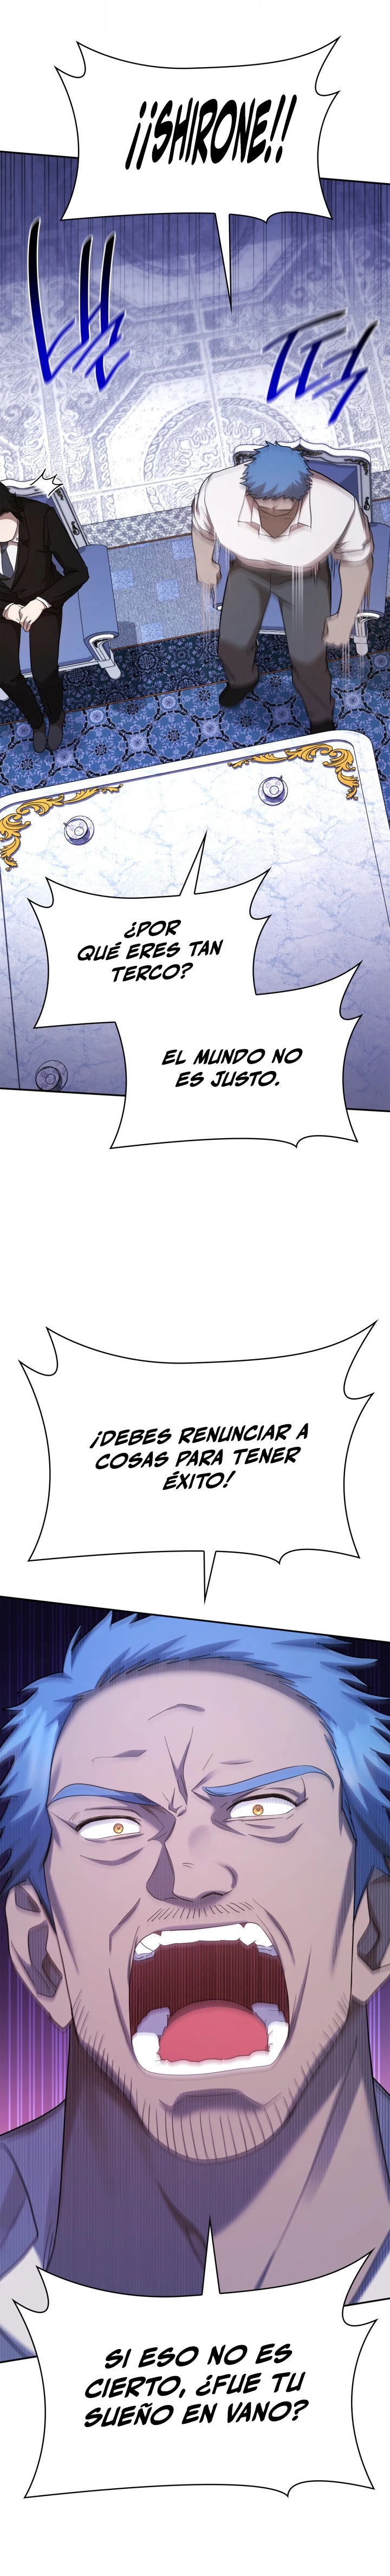 ¡¡SHIRONE!!
¿POR
QUÉ ERES TAN
TERCO?
EL MUNDO NO
ES JUSTO.
¡DEBES RENUNCIAR A
COSAS PARA TENER
ÉXITO!
SI ESO NO ES
CIERTO, ¿FUE TU
SUEÑO EN VANO?